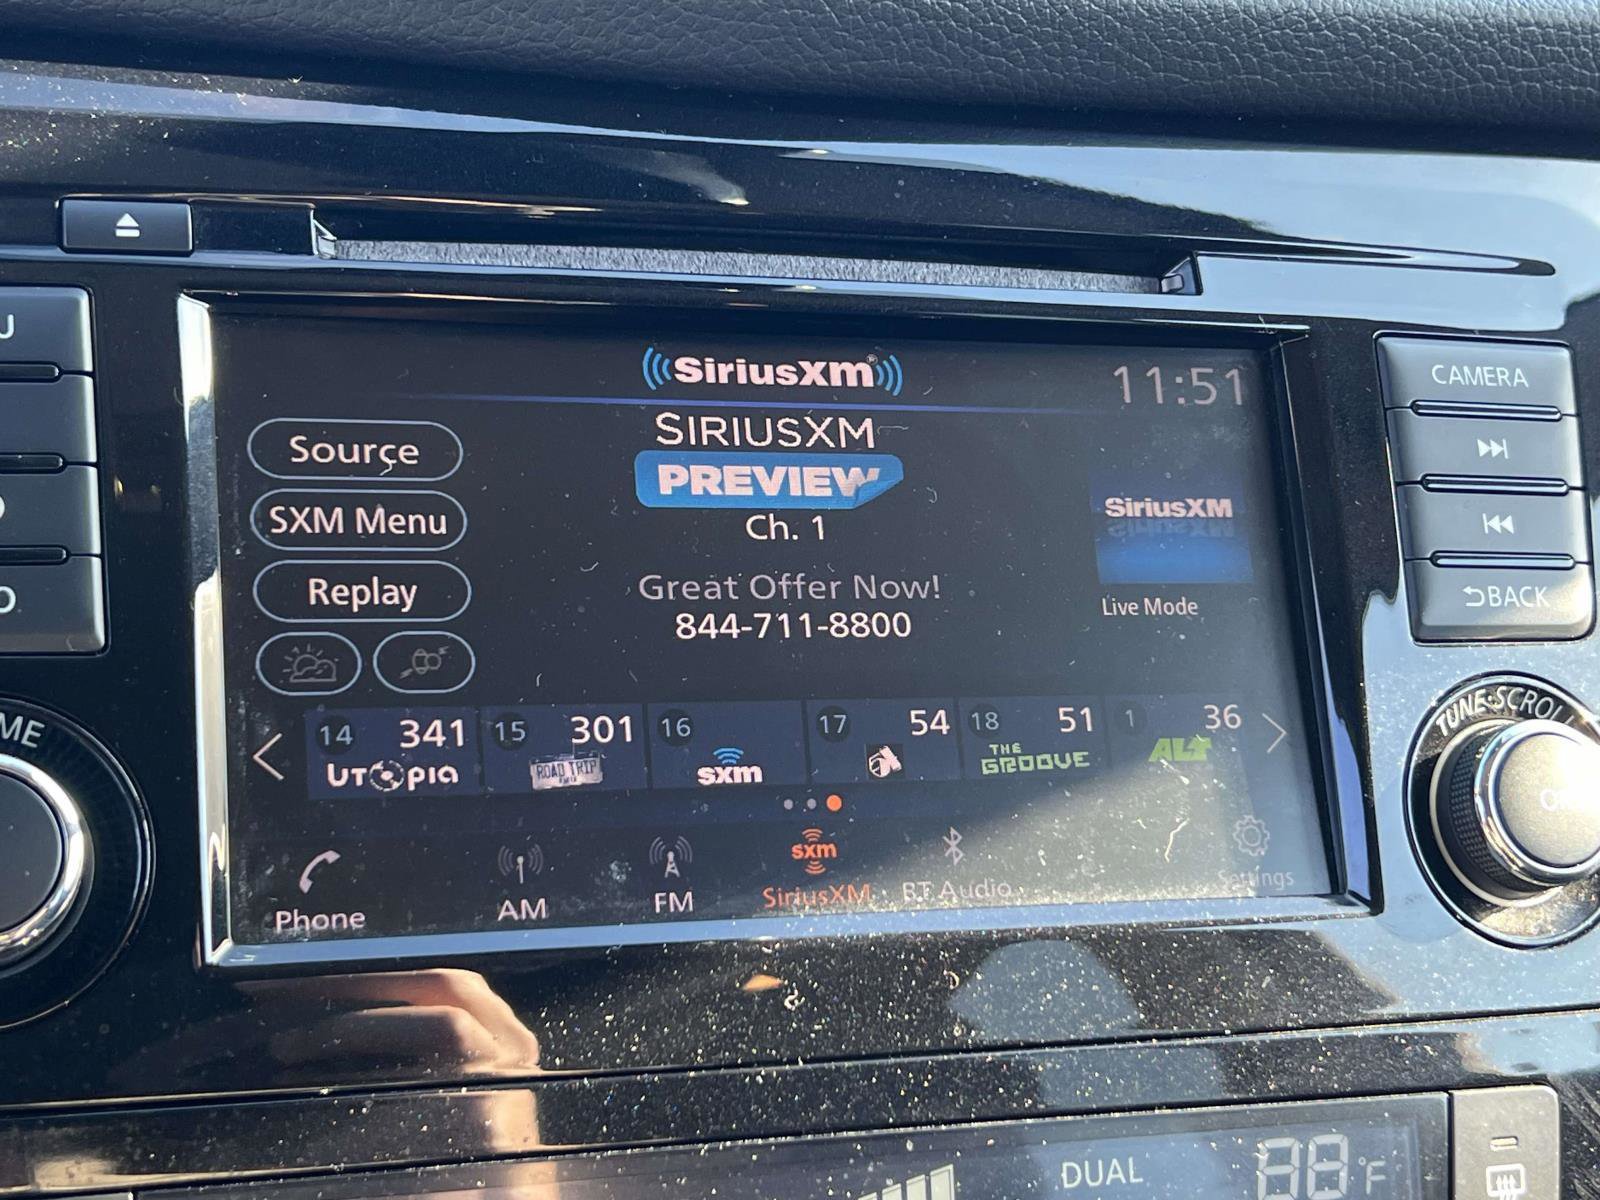 SiriusXM
11:51
CAMERA
Source
SIRIUSXM
PREVIEW
SXM Menu
Ch. 1
SiriusXM
Replay
Great Offer Now!
844-711-8800
Live Mode
BACK
14 341
UTOPIA
15 301
ROAD TRIP
16
sxm
17 54
18 51
THE
GROOVE
1 36
ALT
TUNE·SCROLL
Phone
AM
FM
sxm
SiriusXM
BT Audio
Settings
DUAL
°F